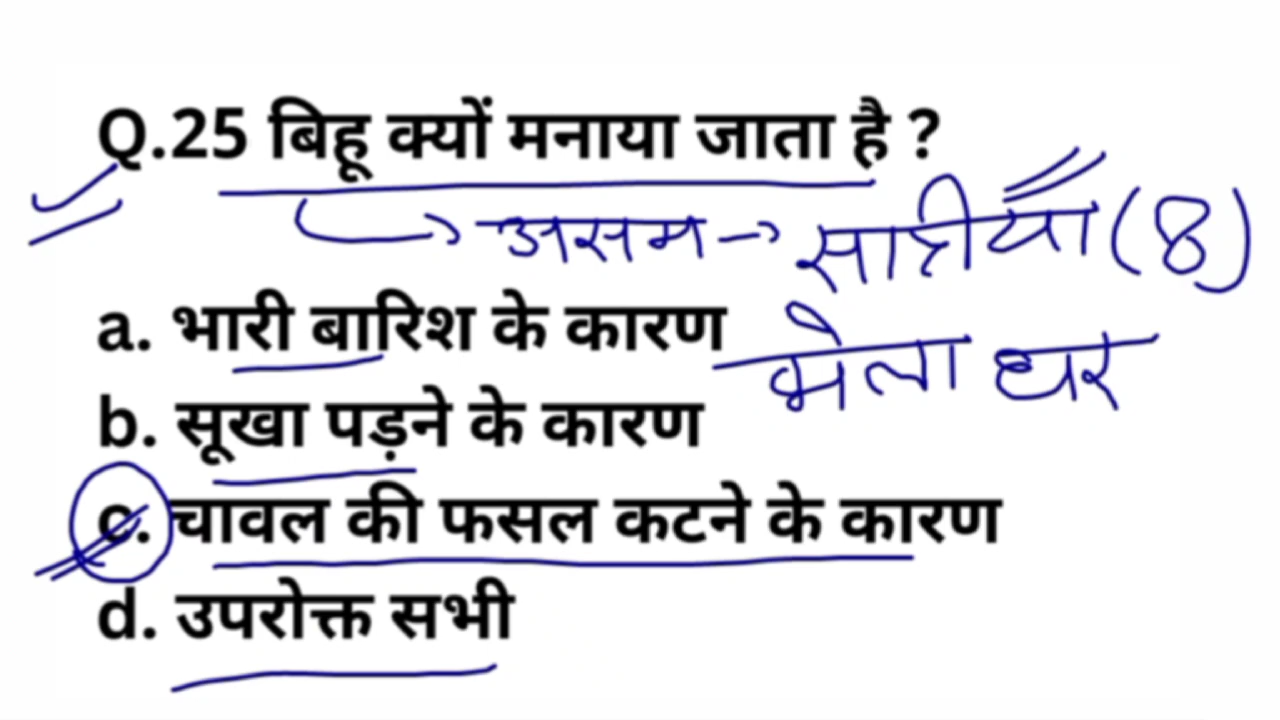 Q.25 बिहू क्यों मनाया जाता है ?
असम → सात्रीया (8)
a. भारी बारिश के कारण
भेला घर
b. सूखा पड़ने के कारण
c. चावल की फसल कटने के कारण
d. उपरोक्त सभी